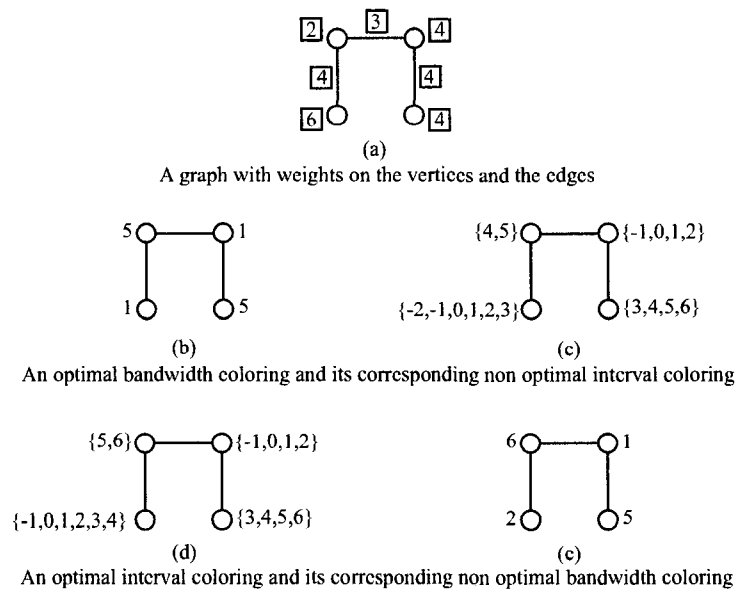 2 3 4
4 4
6 4
(a)
A graph with weights on the vertices and the edges
5 1 {4,5} {-1,0,1,2}
1 5 {-2,-1,0,1,2,3} {3,4,5,6}
(b) (c)
An optimal bandwidth coloring and its corresponding non optimal interval coloring
{5,6} {-1,0,1,2} 6 1
{-1,0,1,2,3,4} {3,4,5,6} 2 5
(d) (e)
An optimal interval coloring and its corresponding non optimal bandwidth coloring